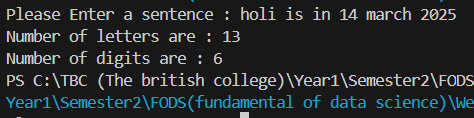 Please Enter a sentence : holi is in 14 march 2025
Number of letters are : 13
Number of digits are : 6
PS C:\TBC (The british college)\Year1\Semester2\FODS
Year1\Semester2\FODS(fundamental of data science)\We